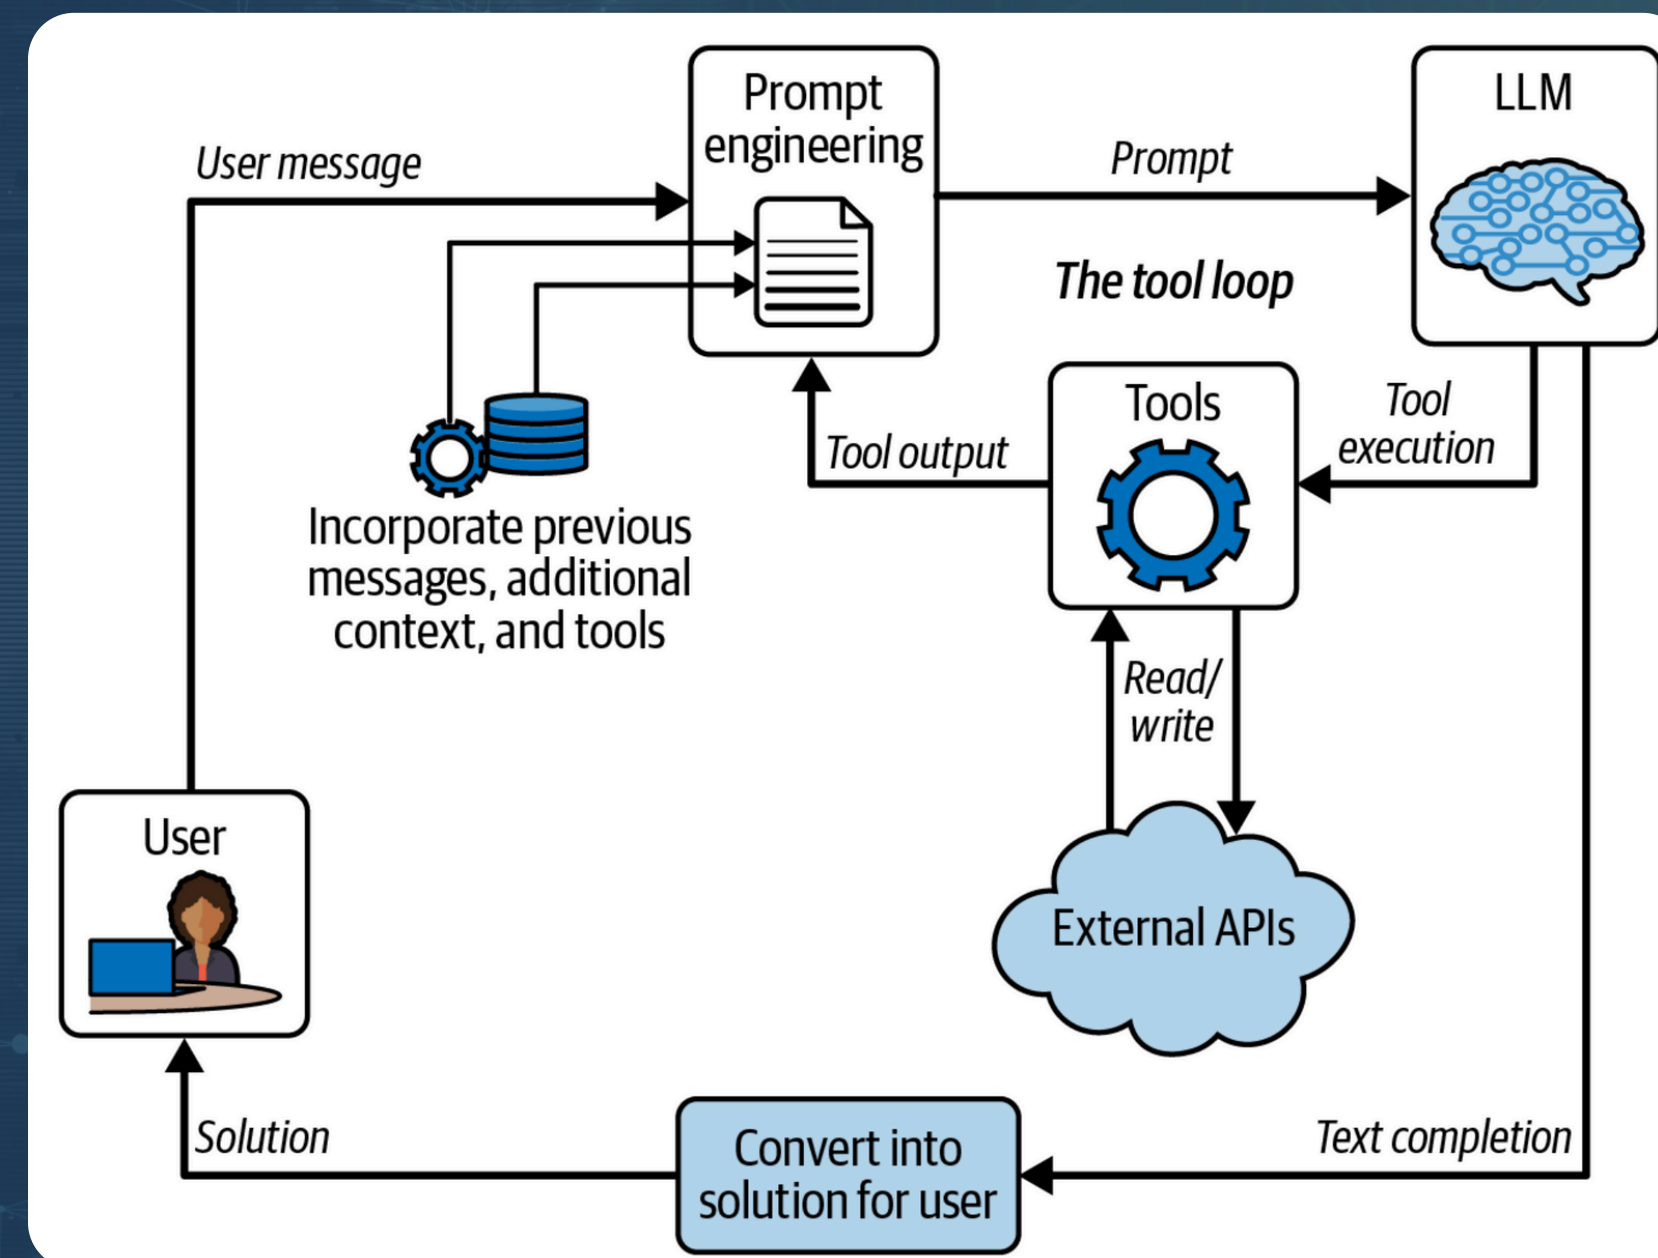 Prompt
engineering
LLM
User message
Prompt
The tool loop
Tools
Tool
execution
Tool output
Incorporate previous
messages, additional
context, and tools
Read/
write
User
External APIs
Solution
Convert into
solution for user
Text completion